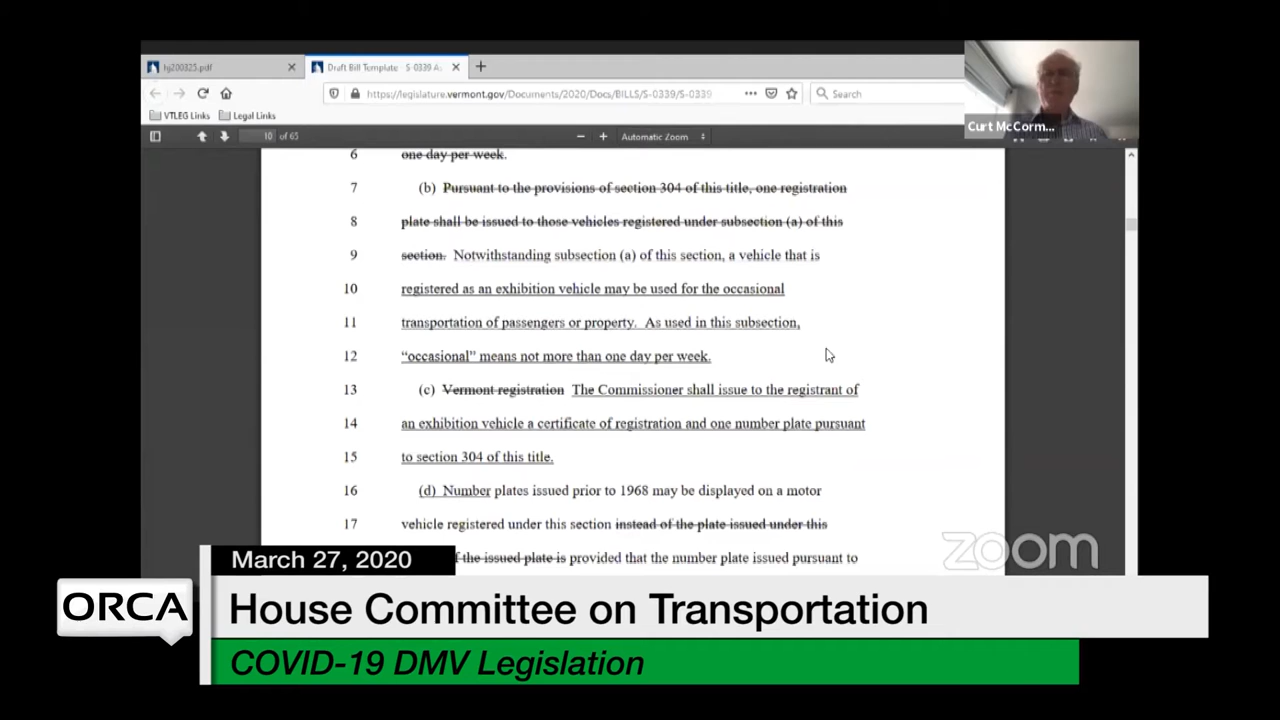 hj200325.pdf
Draft Bill Template - S-0339 A
https://legislature.vermont.gov/Documents/2020/Docs/BILLS/S-0339/S-0339
Search
VTLEG Links Legal Links
10 of 65
Automatic Zoom
Curt McCorm...
6 one day per week.
7 (b) Pursuant to the provisions of section 304 of this title, one registration
8 plate shall be issued to those vehicles registered under subsection (a) of this
9 section. Notwithstanding subsection (a) of this section, a vehicle that is
10 registered as an exhibition vehicle may be used for the occasional
11 transportation of passengers or property. As used in this subsection,
12 “occasional” means not more than one day per week.
13 (c) Vermont registration The Commissioner shall issue to the registrant of
14 an exhibition vehicle a certificate of registration and one number plate pursuant
15 to section 304 of this title.
16 (d) Number plates issued prior to 1968 may be displayed on a motor
17 vehicle registered under this section instead of the plate issued under this
the issued plate is provided that the number plate issued pursuant to
zoom
March 27, 2020
ORCA
House Committee on Transportation
COVID-19 DMV Legislation